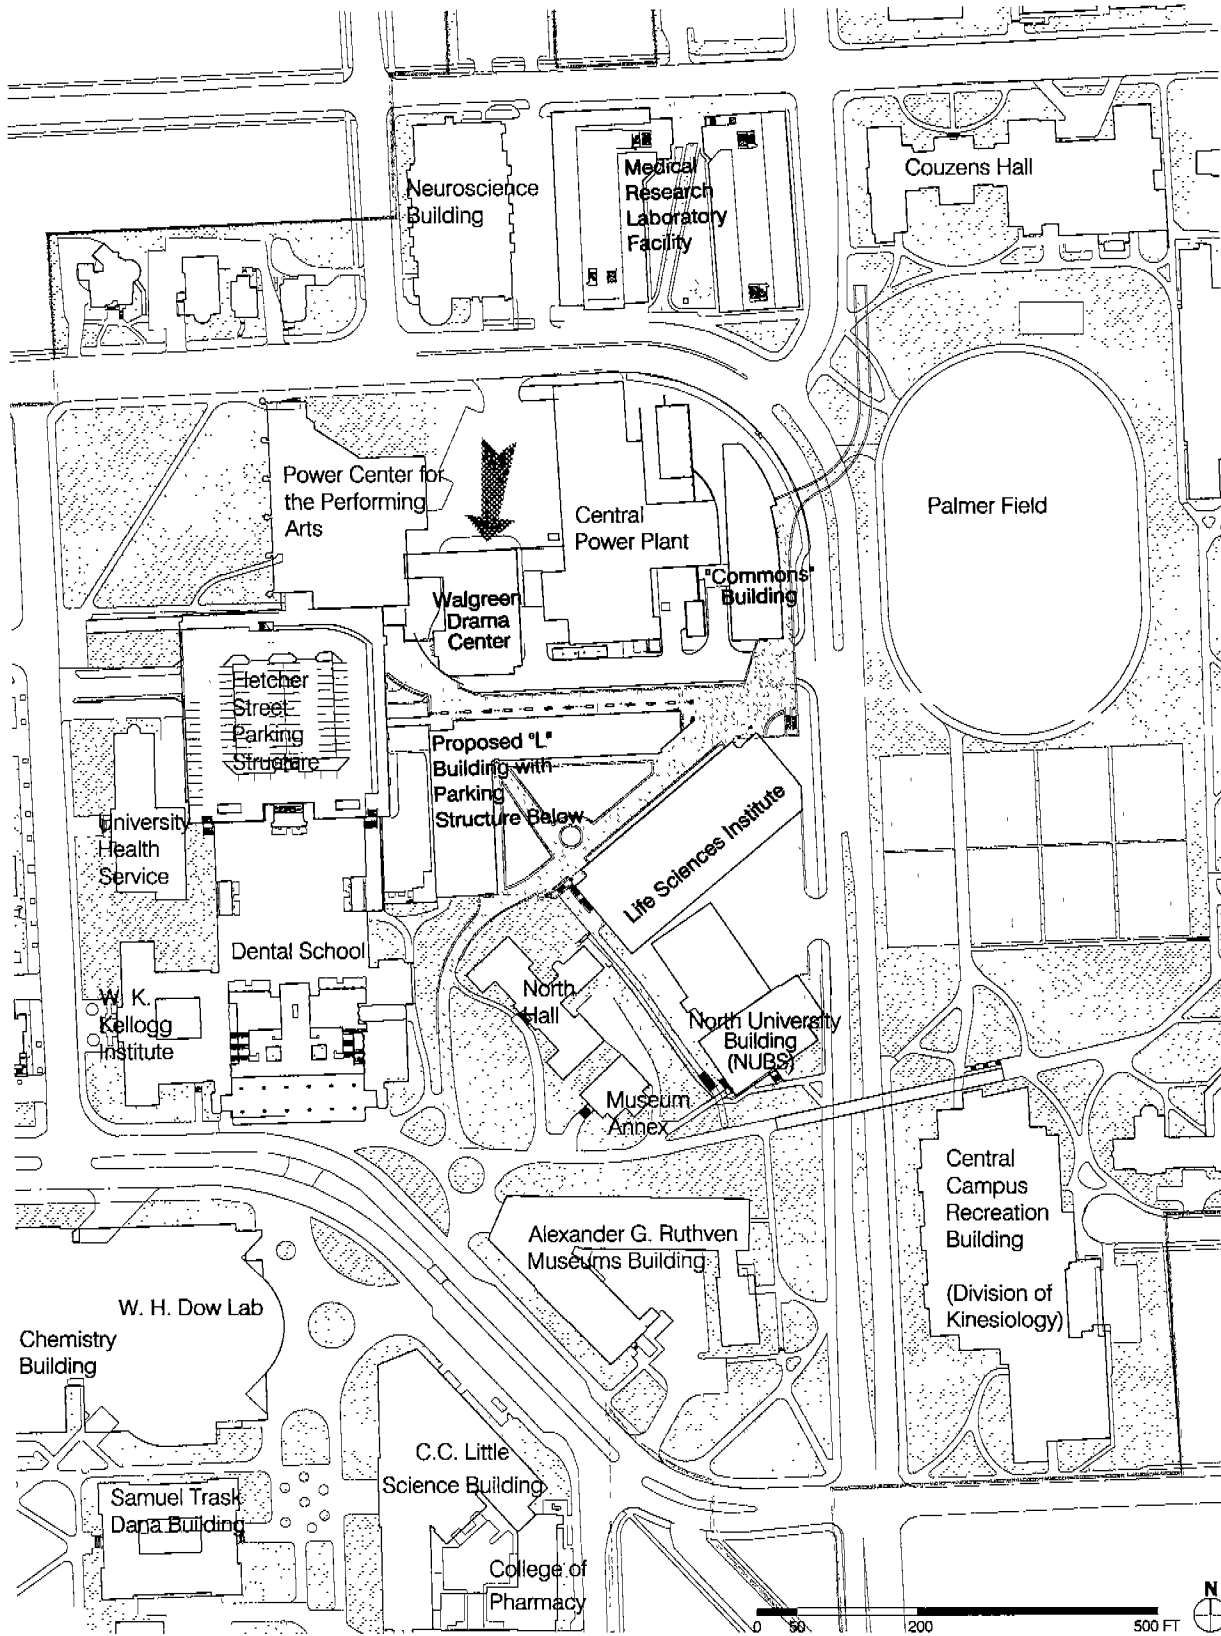 Couzens Hall
Neuroscience
Building
Medical
Research
Laboratory
Facility
Power Center for
the Performing
Arts
Central
Power Plant
Palmer Field
"Commons"
Building
Walgreen
Drama
Center
Fletcher
Street
Parking
Structure
Proposed "L"
Building with
Parking
Structure Below
Life Sciences Institute
University
Health
Service
Dental School
W. K.
Kellogg
Institute
North
Hall
North University
Building
(NUBS)
Museum
Annex
Central
Campus
Recreation
Building
(Division of
Kinesiology)
Alexander G. Ruthven
Museums Building
W. H. Dow Lab
Chemistry
Building
C.C. Little
Science Building
Samuel Trask
Dana Building
College of
Pharmacy
N
0 50 200 500 FT